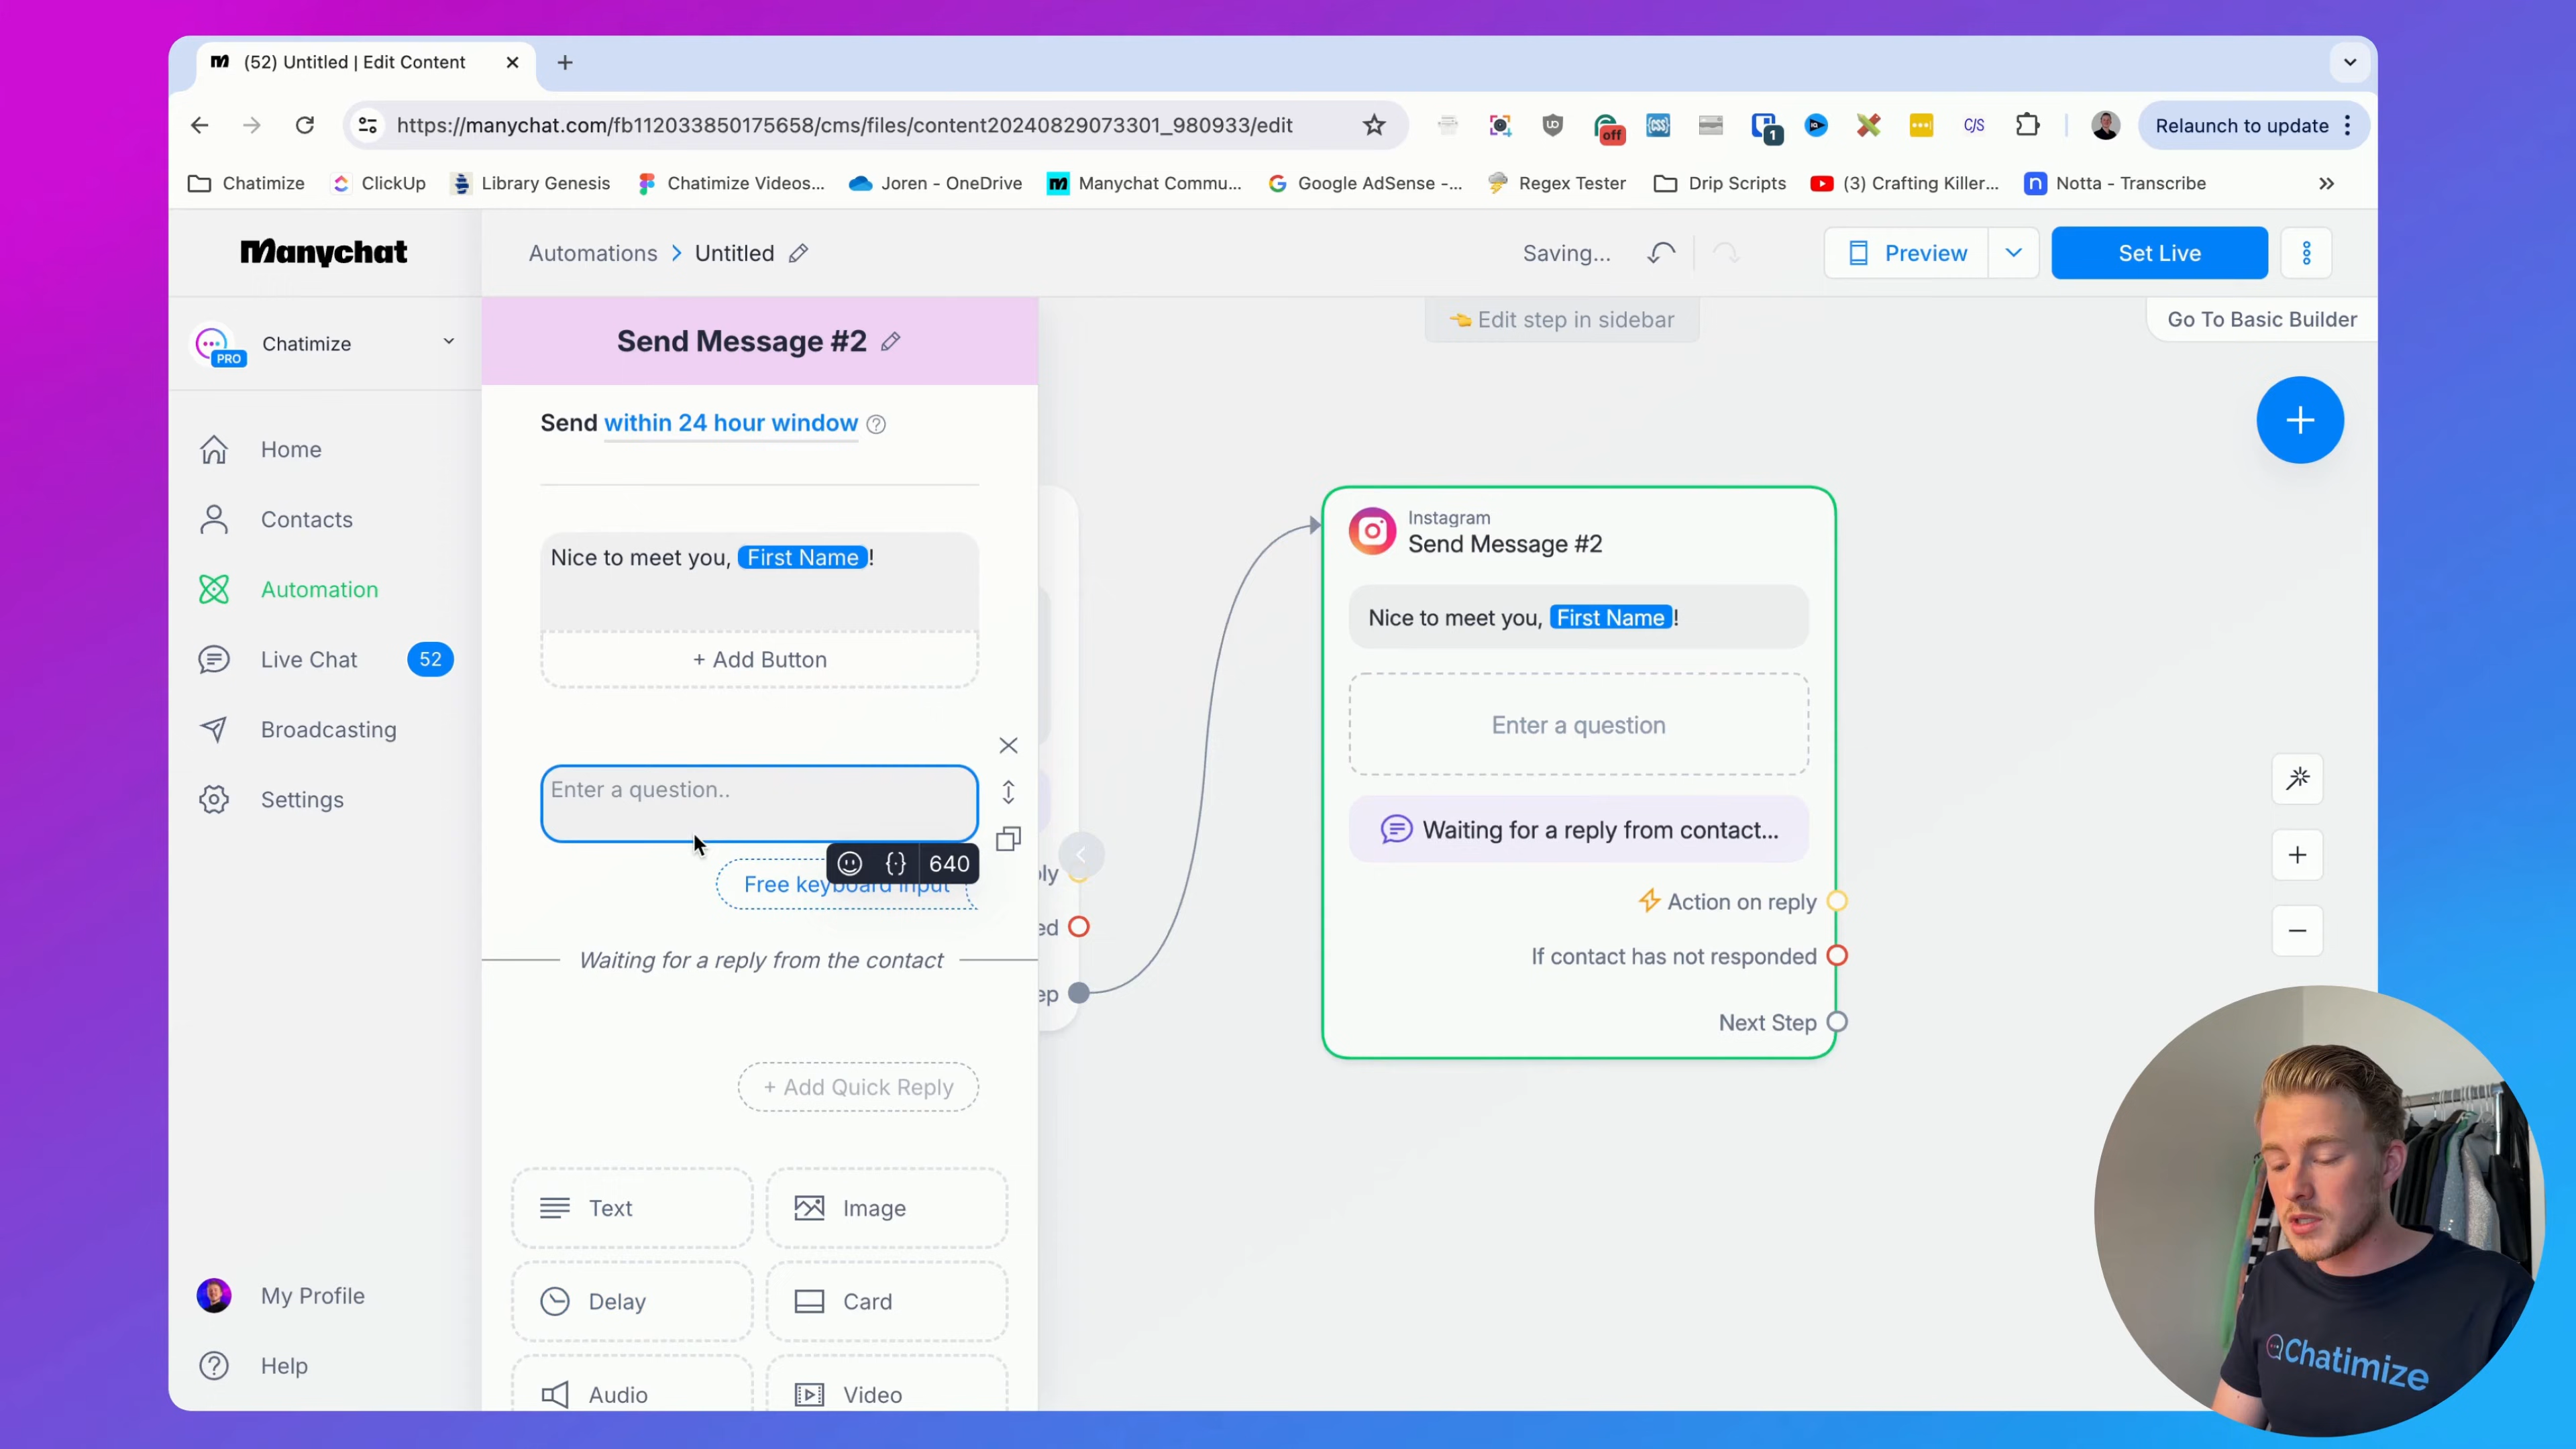 (52) Untitled | Edit Content
https://manychat.com/fb112033850175658/cms/files/content20240829073301_980933/edit
off
1
Relaunch to update
Chatimize
ClickUp
Library Genesis
Chatimize Videos...
Joren - OneDrive
Manychat Commu...
Google AdSense -...
Regex Tester
Drip Scripts
(3) Crafting Killer...
Notta - Transcribe
Manychat
Automations > Untitled
Saving...
Preview
Set Live
Chatimize
PRO
Send Message #2
Edit step in sidebar
Go To Basic Builder
Home
Contacts
Automation
Live Chat 52
Broadcasting
Settings
My Profile
Help
Send within 24 hour window
Nice to meet you, First Name!
+ Add Button
Enter a question..
640
Free keyboard input
Waiting for a reply from the contact
+ Add Quick Reply
Text
Image
Delay
Card
Audio
Video
ly
ed
ep
Instagram
Send Message #2
Nice to meet you, First Name!
Enter a question
Waiting for a reply from contact...
Action on reply
If contact has not responded
Next Step
Chatimize